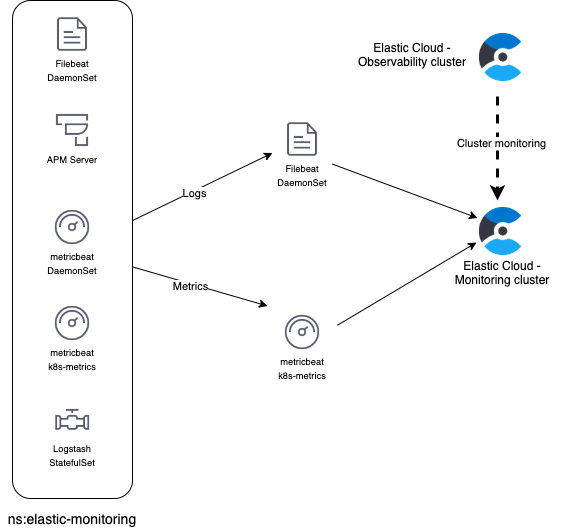 Filebeat
DaemonSet
APM Server
metricbeat
DaemonSet
metricbeat
k8s-metrics
Logstash
StatefulSet
ns:elastic-monitoring
Logs
Metrics
Filebeat
DaemonSet
metricbeat
k8s-metrics
Elastic Cloud -
Observability cluster
Cluster monitoring
Elastic Cloud -
Monitoring cluster